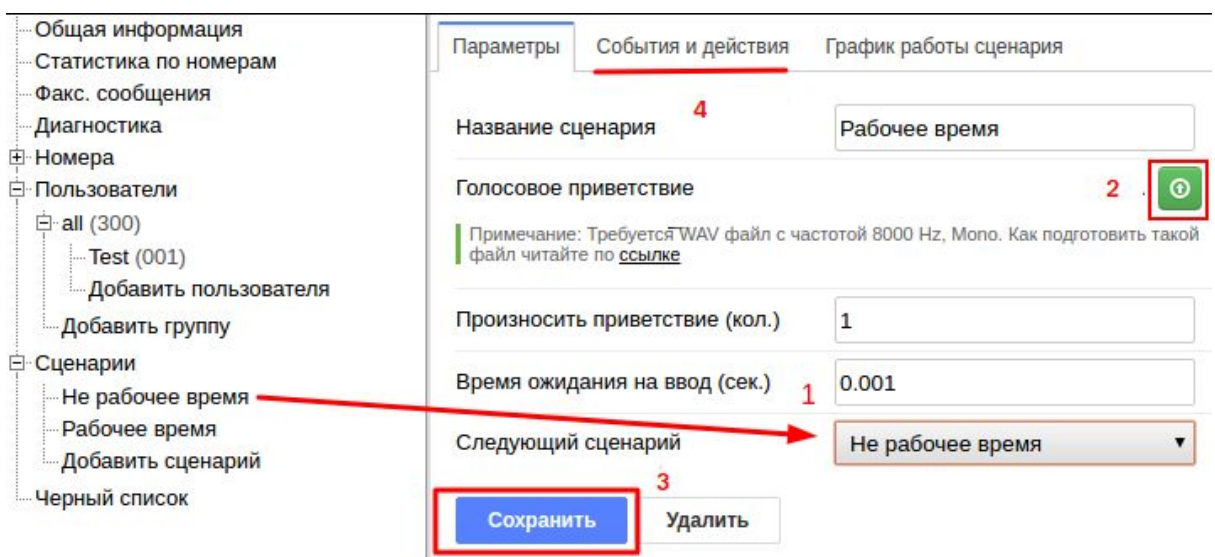 Общая информация
Статистика по номерам
Факс. сообщения
Диагностика
Номера
Пользователи
all (300)
Test (001)
Добавить пользователя
Добавить группу
Сценарии
Не рабочее время
Рабочее время
Добавить сценарий
Черный список
Параметры События и действия График работы сценария
4
Название сценария Рабочее время
Голосовое приветствие 2
Примечание: Требуется WAV файл с частотой 8000 Hz, Mono. Как подготовить такой
файл читайте по ссылке
Произносить приветствие (кол.) 1
Время ожидания на ввод (сек.) 1 0.001
Следующий сценарий Не рабочее время
3
Сохранить Удалить